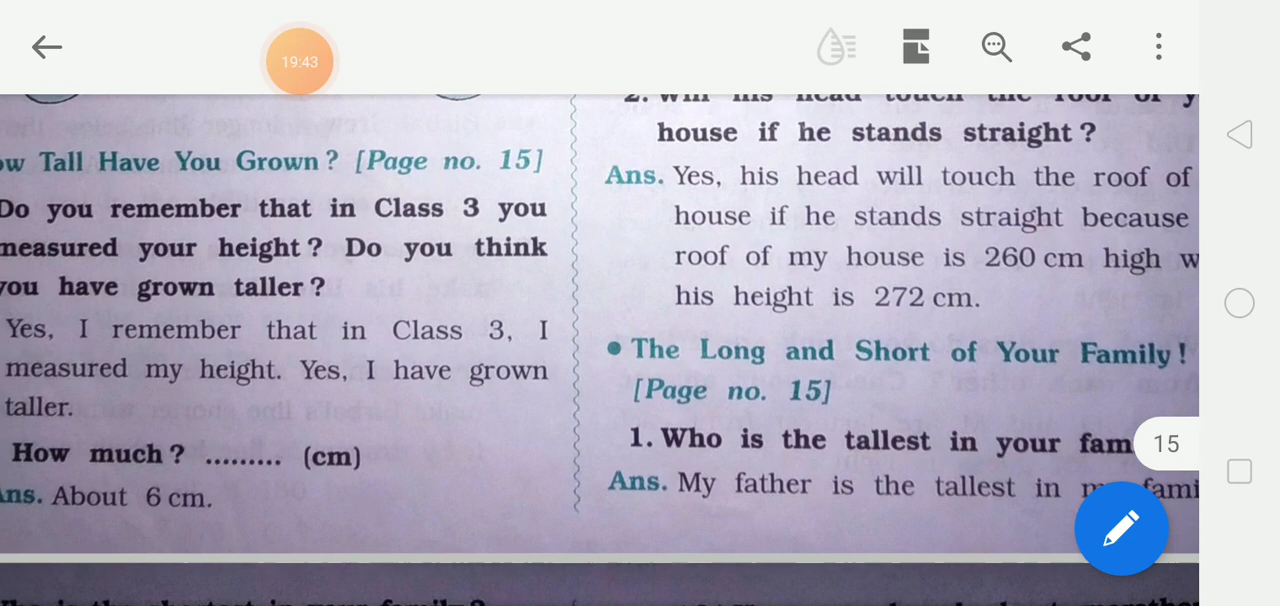 19:43
ow Tall Have You Grown ? [Page no. 15]
Do you remember that in Class 3 you
measured your height ? Do you think
you have grown taller ?
Yes, I remember that in Class 3, I
measured my height. Yes, I have grown
taller.
How much ? ......... (cm)
Ans. About 6 cm.
2. Will his head touch the roof of y
house if he stands straight ?
Ans. Yes, his head will touch the roof of
house if he stands straight because
roof of my house is 260 cm high w
his height is 272 cm.
• The Long and Short of Your Family !
[Page no. 15]
1. Who is the tallest in your fam
Ans. My father is the tallest in fami
15
is the shortest in your family?